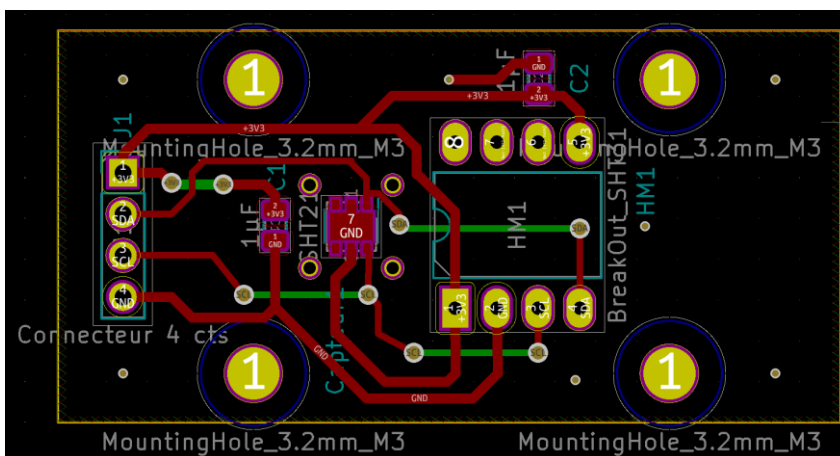 1
1
1µF
1 GND
2 +3V3
C2
+3V3
+3V3
MountingHole_3.2mm_M3
MountingHole_3.2mm_M3
J1
1 +3V3
2 SDA
3 SCL
4 GND
Connecteur 4 cts
C1
2 +3V3
1 GND
1µF
SHT21
7 GND
8
7
6
5 +3V3
HM1
HM1
SDA
SDA
SCL
SCL
1 +3V3
2 GND
3 SCL
4 SDA
SCL
SCL
GND
GND
1
1
MountingHole_3.2mm_M3
MountingHole_3.2mm_M3